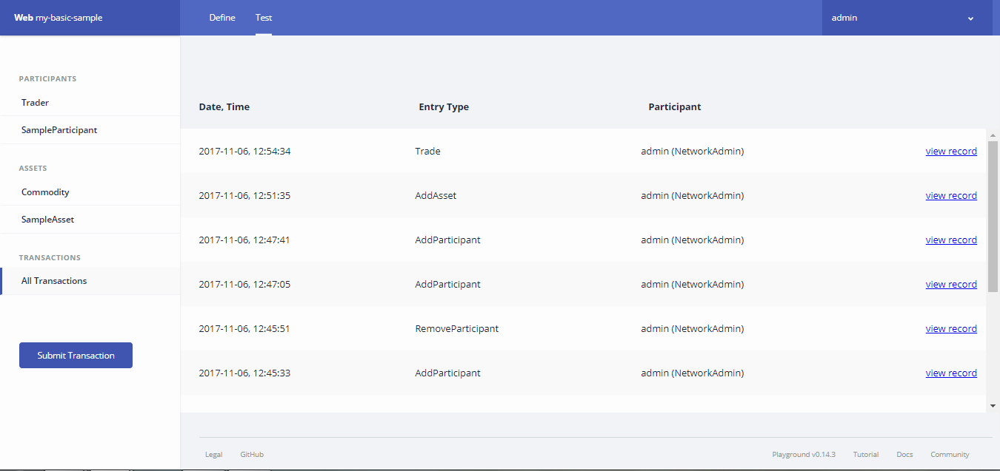 Web my-basic-sample
Define Test
admin
PARTICIPANTS
Trader
SampleParticipant
ASSETS
Commodity
SampleAsset
TRANSACTIONS
All Transactions
Submit Transaction
Date, Time Entry Type Participant
2017-11-06, 12:54:34 Trade admin (NetworkAdmin) view record
2017-11-06, 12:51:35 AddAsset admin (NetworkAdmin) view record
2017-11-06, 12:47:41 AddParticipant admin (NetworkAdmin) view record
2017-11-06, 12:47:05 AddParticipant admin (NetworkAdmin) view record
2017-11-06, 12:45:51 RemoveParticipant admin (NetworkAdmin) view record
2017-11-06, 12:45:33 AddParticipant admin (NetworkAdmin) view record
Legal GitHub Playground v0.14.3 Tutorial Docs Community